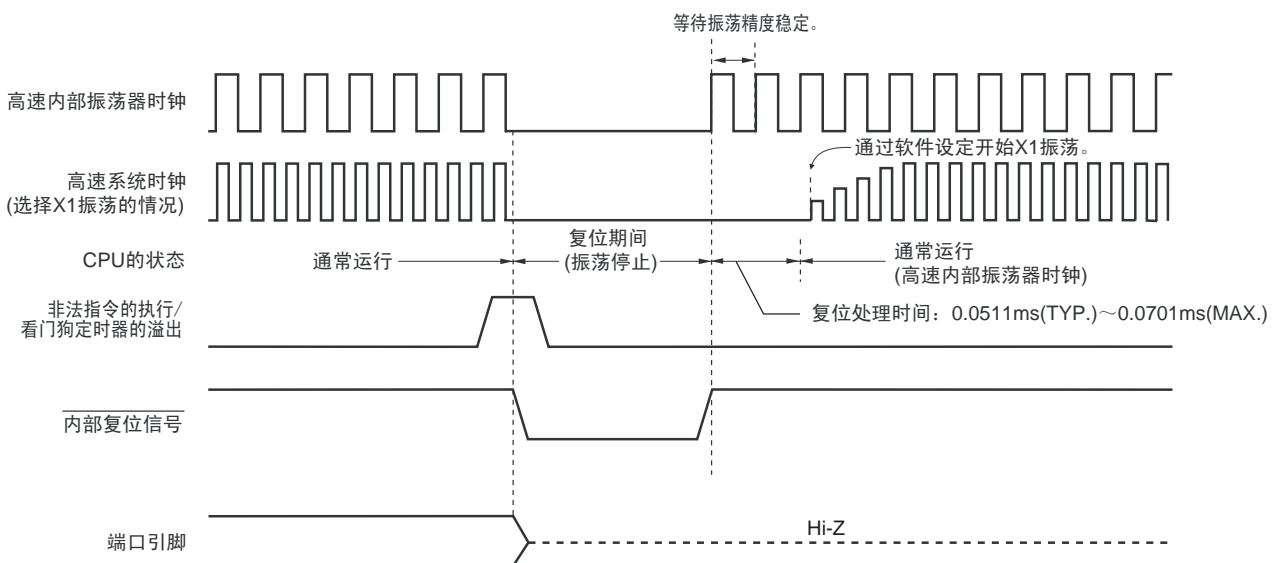 等待振荡精度稳定。
高速内部振荡器时钟
通过软件设定开始X1振荡。
高速系统时钟
(选择X1振荡的情况)
CPU的状态
通常运行
复位期间
(振荡停止)
通常运行
(高速内部振荡器时钟)
非法指令的执行/
看门狗定时器的溢出
复位处理时间：0.0511ms(TYP.)～0.0701ms(MAX.)
内部复位信号
端口引脚
Hi-Z